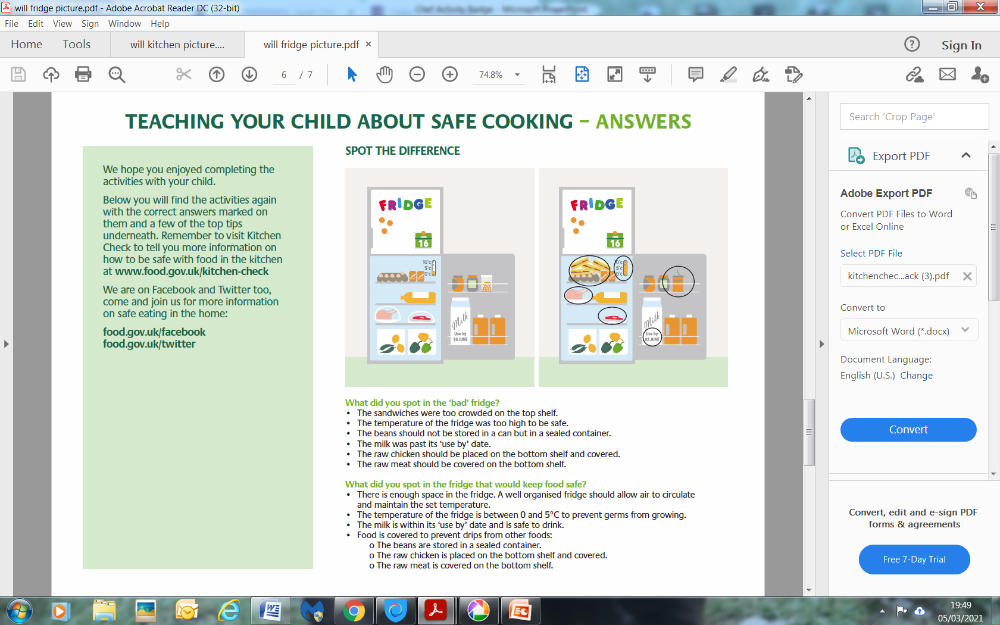 will fridge picture.pdf - Adobe Acrobat Reader DC (32-bit)
File Edit View Sign Window Help
Home Tools will kitchen picture.... will fridge picture.pdf × Sign In
6 / 7 74.8%
TEACHING YOUR CHILD ABOUT SAFE COOKING – ANSWERS
We hope you enjoyed completing the
activities with your child.
Below you will find the activities again
with the correct answers marked on
them and a few of the top tips
underneath. Remember to visit Kitchen
Check to tell you more information on
how to be safe with food in the kitchen
at www.food.gov.uk/kitchen-check
We are on Facebook and Twitter too,
come and join us for more information
on safe eating in the home:
food.gov.uk/facebook
food.gov.uk/twitter
SPOT THE DIFFERENCE
FRIDGE
16
10°c
5°c
0°c
Milk
Use by
18 JUNE
FRIDGE
16
10°c
5°c
0°c
Milk
Use by
02 JUNE
What did you spot in the ‘bad’ fridge?
• The sandwiches were too crowded on the top shelf.
• The temperature of the fridge was too high to be safe.
• The beans should not be stored in a can but in a sealed container.
• The milk was past its ‘use by’ date.
• The raw chicken should be placed on the bottom shelf and covered.
• The raw meat should be covered on the bottom shelf.
What did you spot in the fridge that would keep food safe?
• There is enough space in the fridge. A well organised fridge should allow air to circulate
and maintain the set temperature.
• The temperature of the fridge is between 0 and 5°C to prevent germs from growing.
• The milk is within its ‘use by’ date and is safe to drink.
• Food is covered to prevent drips from other foods:
o The beans are stored in a sealed container.
o The raw chicken is placed on the bottom shelf and covered.
o The raw meat is covered on the bottom shelf.
Search 'Crop Page'
Export PDF
Adobe Export PDF
Convert PDF Files to Word
or Excel Online
Select PDF File
kitchenchec...ack (3).pdf
Convert to
Microsoft Word (*.docx)
Document Language:
English (U.S.) Change
Convert
Convert, edit and e-sign PDF
forms & agreements
Free 7-Day Trial
19:49
05/03/2021